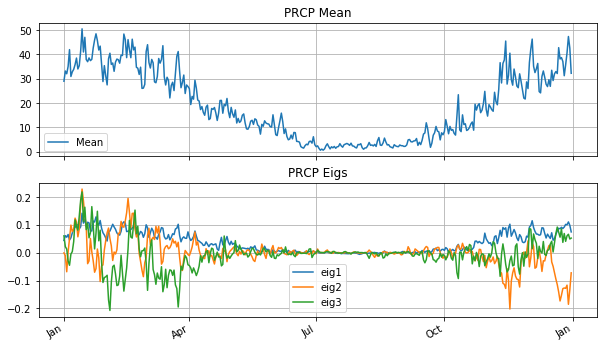 PRCP Mean
50
40
30
20
10
0
Mean
PRCP Eigs
0.2
0.1
0.0
−0.1
−0.2
eig1
eig2
eig3
Jan
Apr
Jul
Oct
Jan